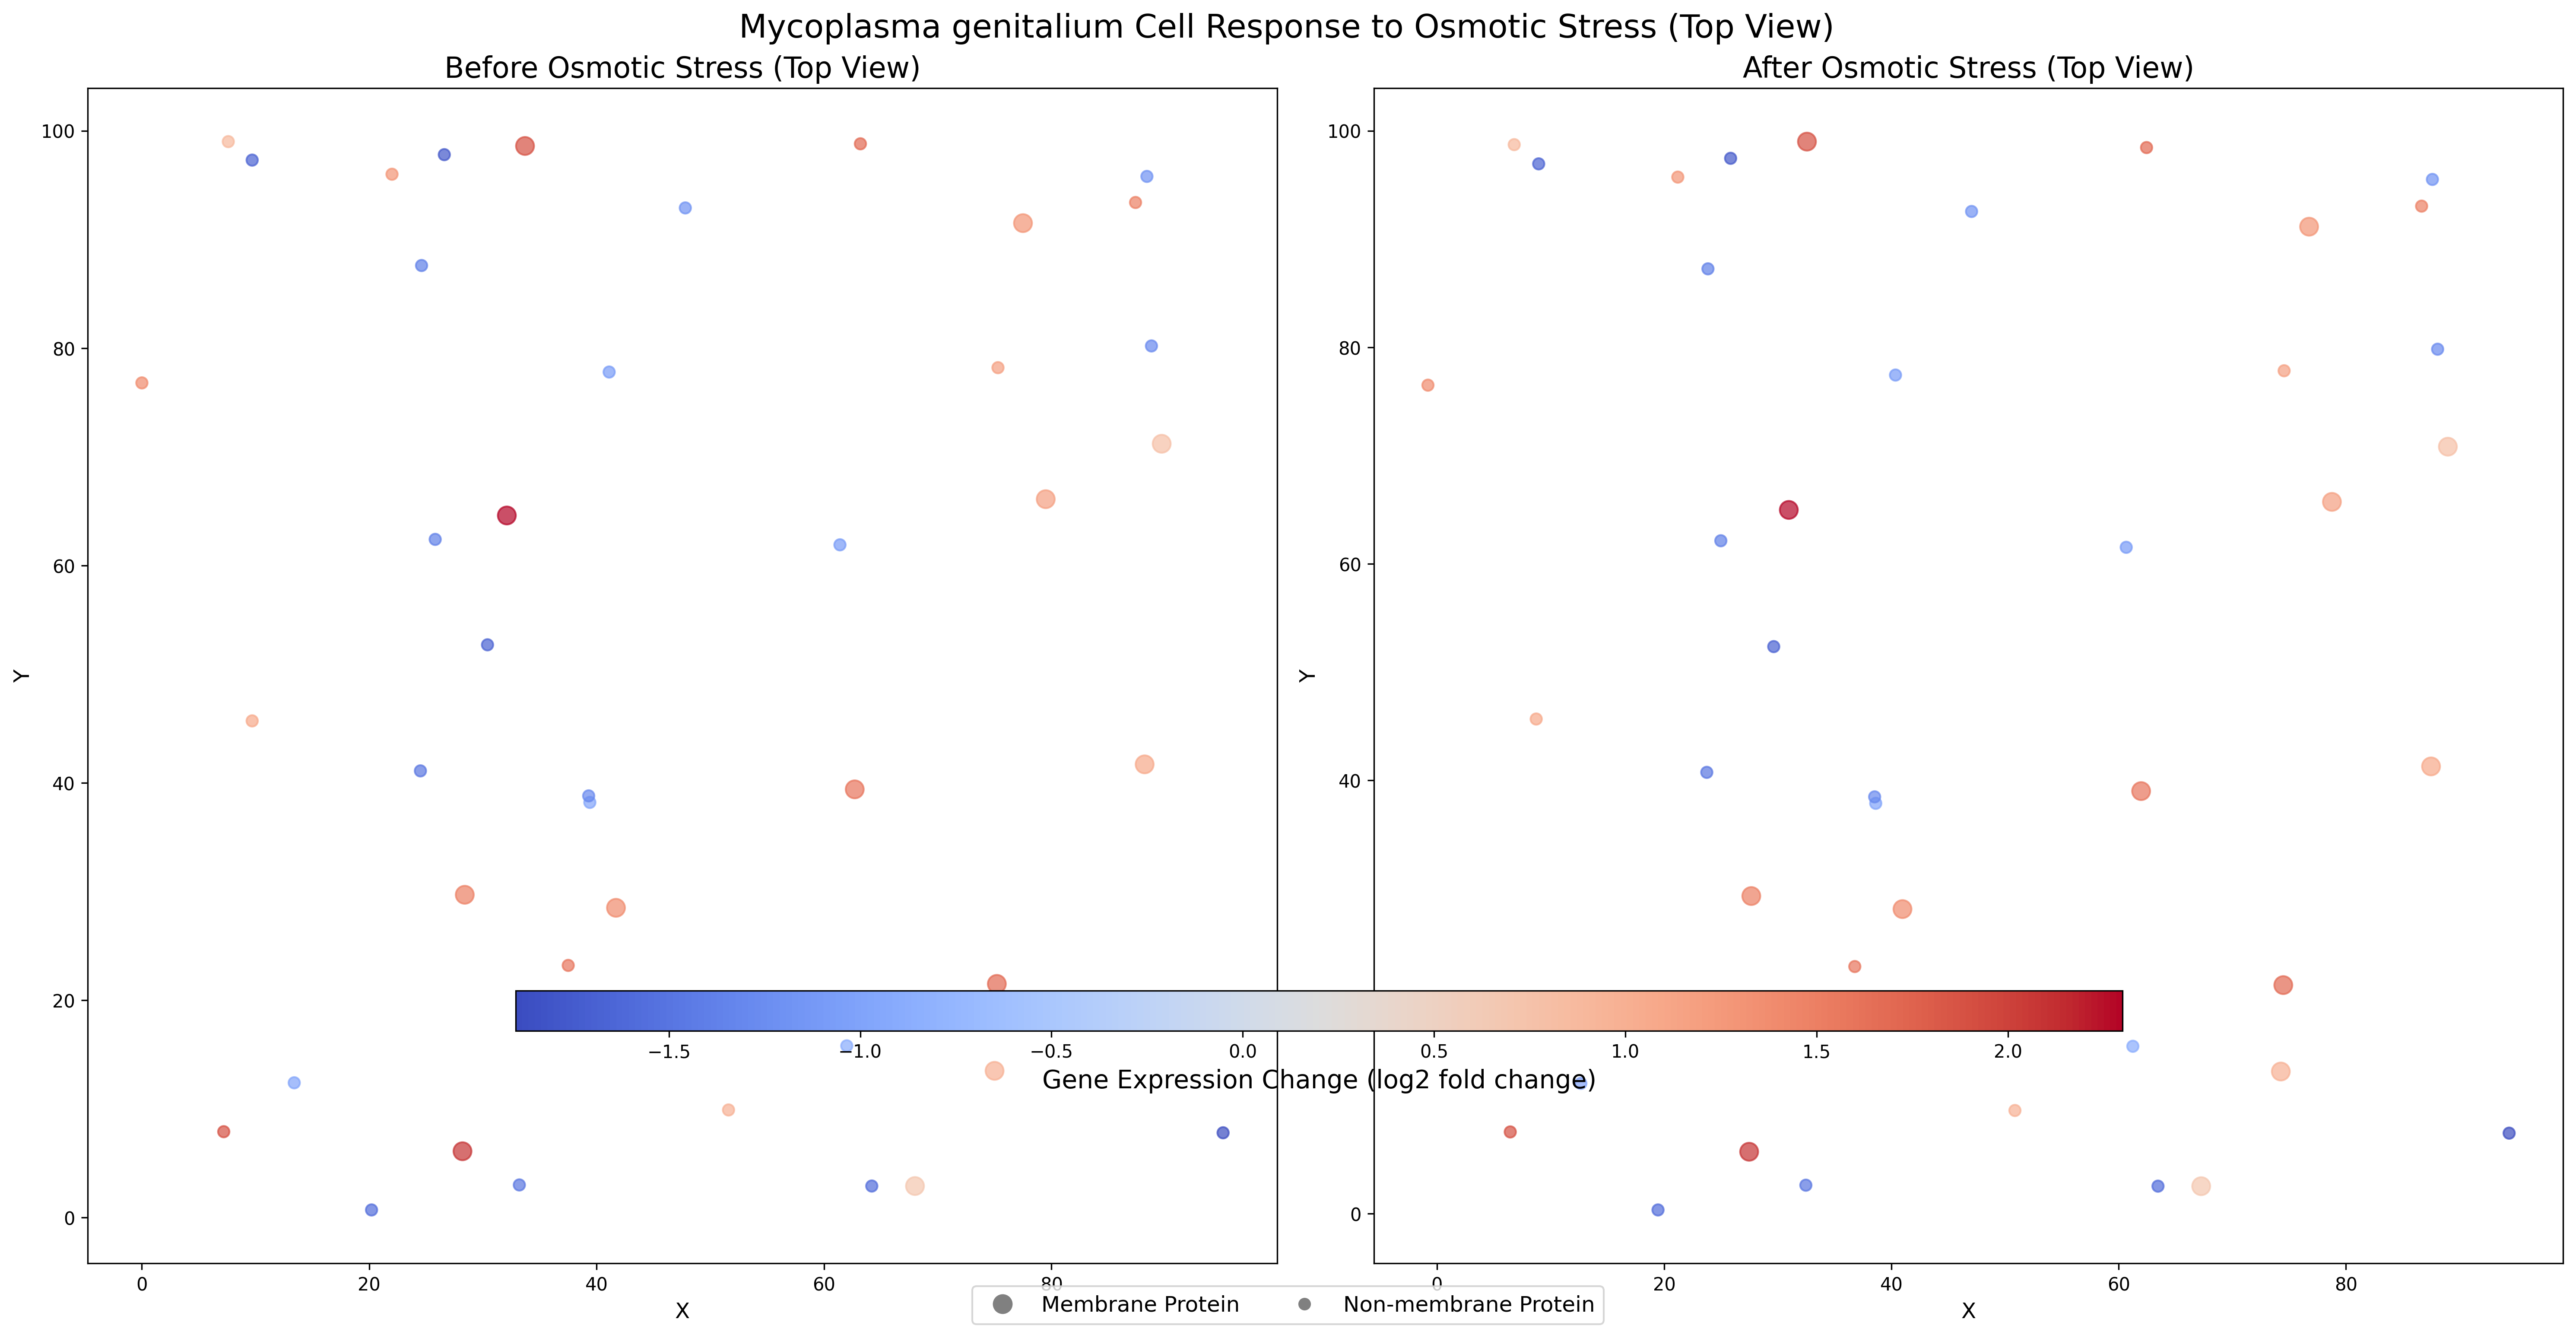 Mycoplasma genitalium Cell Response to Osmotic Stress (Top View)
Before Osmotic Stress (Top View)
100
80
60
40
20
0
Y
0 20 40 60 80
X
After Osmotic Stress (Top View)
100
80
60
40
0
Y
0 20 40 60 80
X
−1.5 −1.0 −0.5 0.0 0.5 1.0 1.5 2.0
Gene Expression Change (log2 fold change)
Membrane Protein Non-membrane Protein